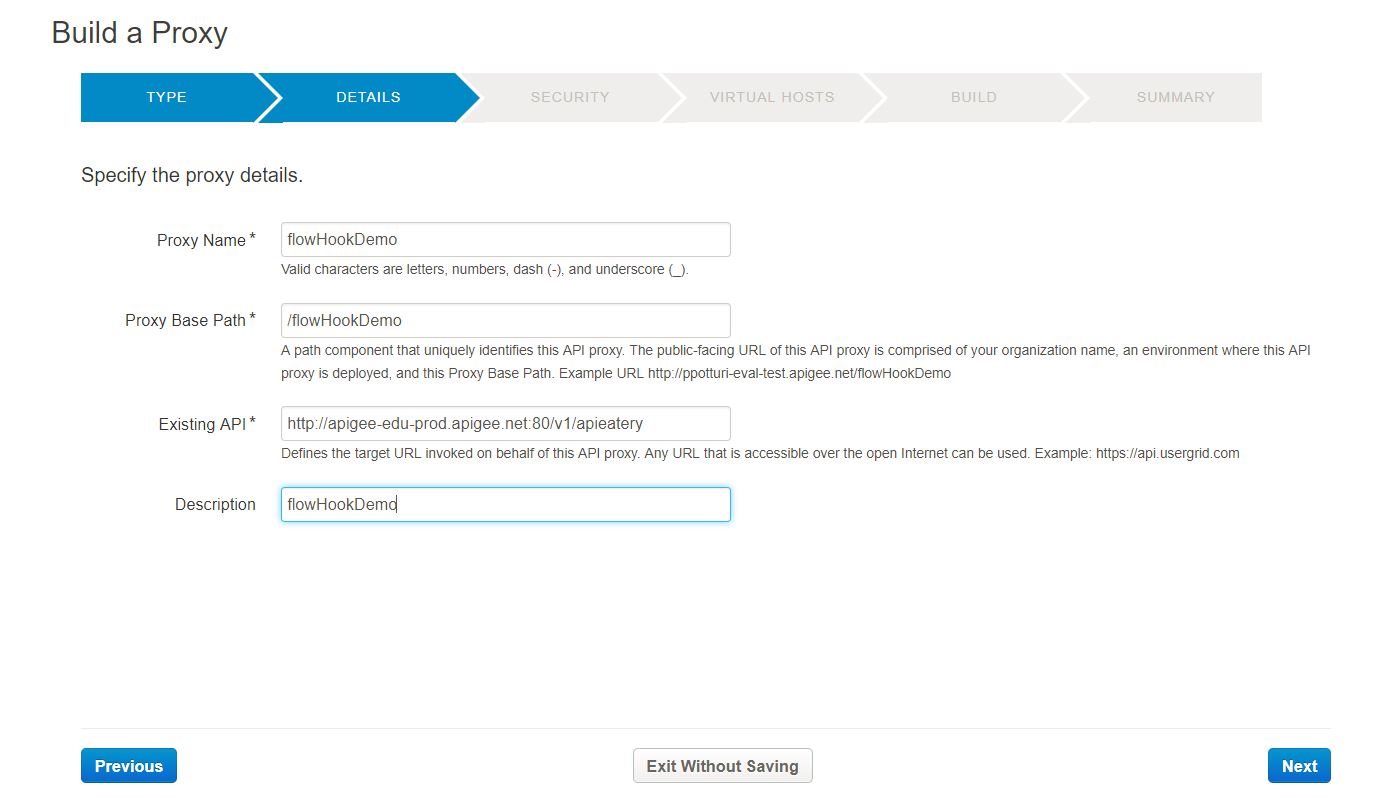 Build a Proxy
TYPE
DETAILS
SECURITY
VIRTUAL HOSTS
BUILD
SUMMARY
Specify the proxy details.
Proxy Name *
flowHookDemo
Valid characters are letters, numbers, dash (-), and underscore (_).
Proxy Base Path *
/flowHookDemo
A path component that uniquely identifies this API proxy. The public-facing URL of this API proxy is comprised of your organization name, an environment where this API
proxy is deployed, and this Proxy Base Path. Example URL http://ppotturi-eval-test.apigee.net/flowHookDemo
Existing API *
http://apigee-edu-prod.apigee.net:80/v1/apieatery
Defines the target URL invoked on behalf of this API proxy. Any URL that is accessible over the open Internet can be used. Example: https://api.usergrid.com
Description
flowHookDemo
Previous
Exit Without Saving
Next